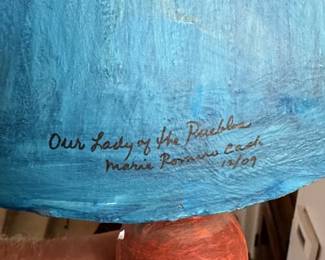 Our Lady of the Pueblos
Marie Romero Cash
12/09